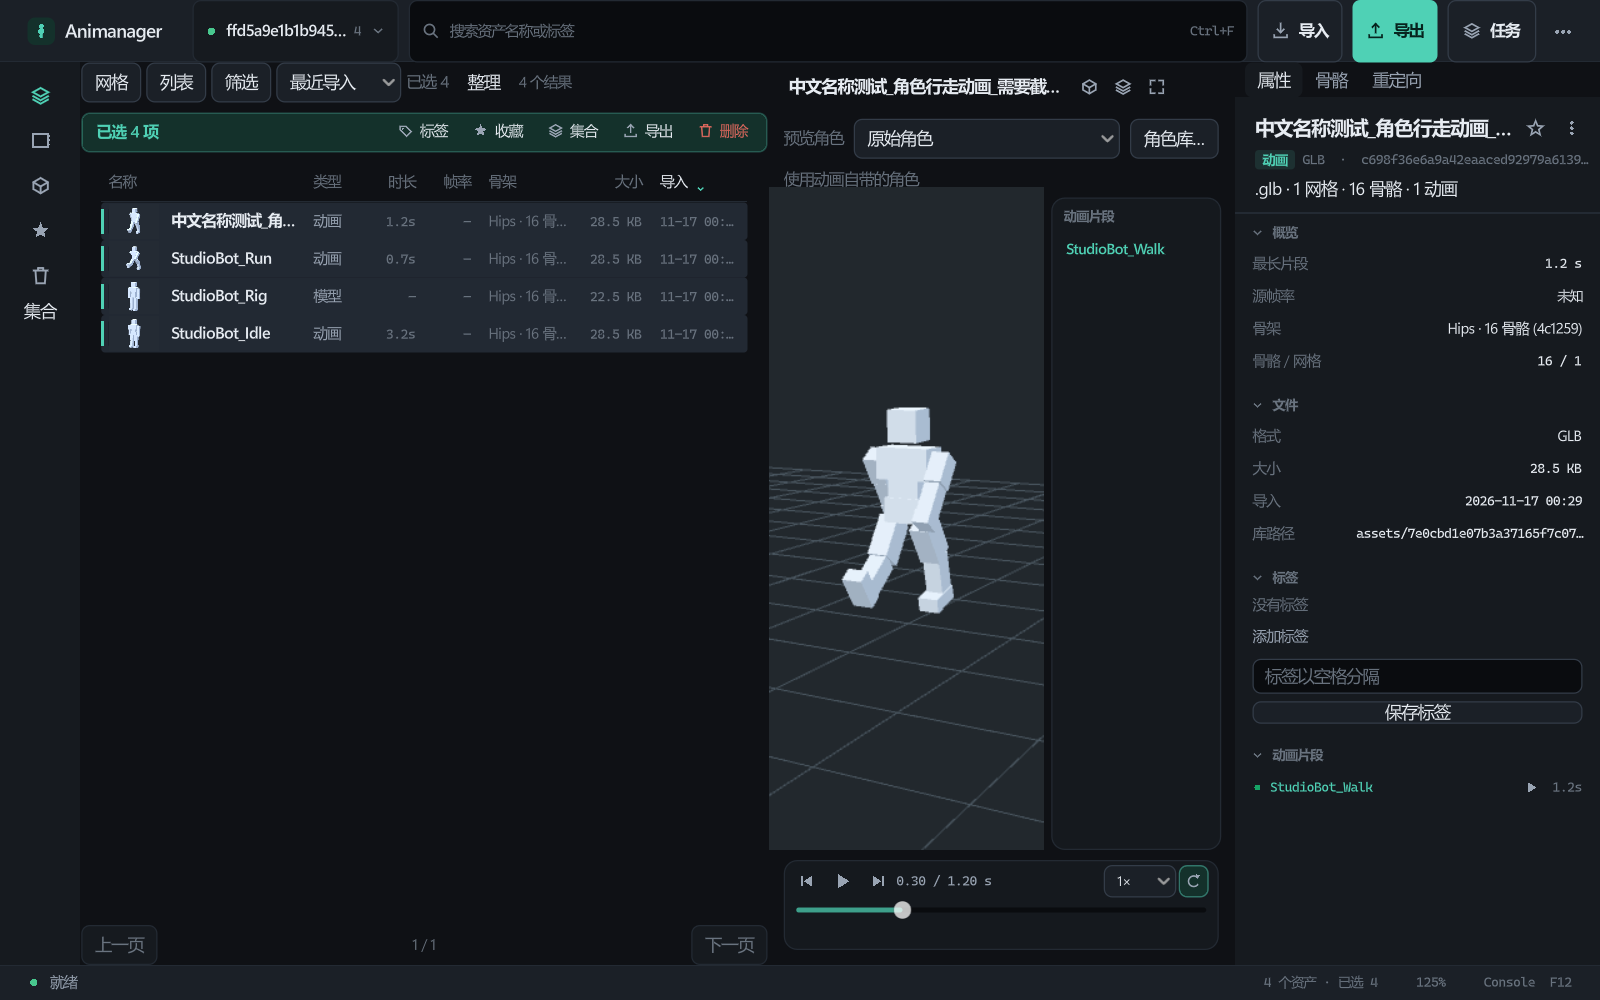 Animanager
ffd5a9e1b1b945... 4
搜索资产名称或标签 Ctrl+F
导入
导出
任务
网格 列表 筛选 最近导入 已选 4 整理 4 个结果
已选 4 项 标签 收藏 集合 导出 删除
名称 类型 时长 帧率 骨架 大小 导入
中文名称测试_角... 动画 1.2s – Hips · 16 骨... 28.5 KB 11-17 00:...
StudioBot_Run 动画 0.7s – Hips · 16 骨... 28.5 KB 11-17 00:...
StudioBot_Rig 模型 – – Hips · 16 骨... 22.5 KB 11-17 00:...
StudioBot_Idle 动画 3.2s – Hips · 16 骨... 28.5 KB 11-17 00:...
集合
上一页 1 / 1 下一页
中文名称测试_角色行走动画_需要截...
预览角色 原始角色 角色库...
使用动画自带的角色
动画片段
StudioBot_Walk
0.30 / 1.20 s 1×
属性 骨骼 重定向
中文名称测试_角色行走动画_...
动画 GLB · c698f36e6a9a42eaaced92979a6139...
.glb · 1 网格 · 16 骨骼 · 1 动画
概览
最长片段 1.2 s
源帧率 未知
骨架 Hips · 16 骨骼 (4c1259)
骨骼 / 网格 16 / 1
文件
格式 GLB
大小 28.5 KB
导入 2026-11-17 00:29
库路径 assets/7e0cbd1e07b3a37165f7c07...
标签
没有标签
添加标签
标签以空格分隔
保存标签
动画片段
StudioBot_Walk 1.2s
就绪 4 个资产 · 已选 4 125% Console F12